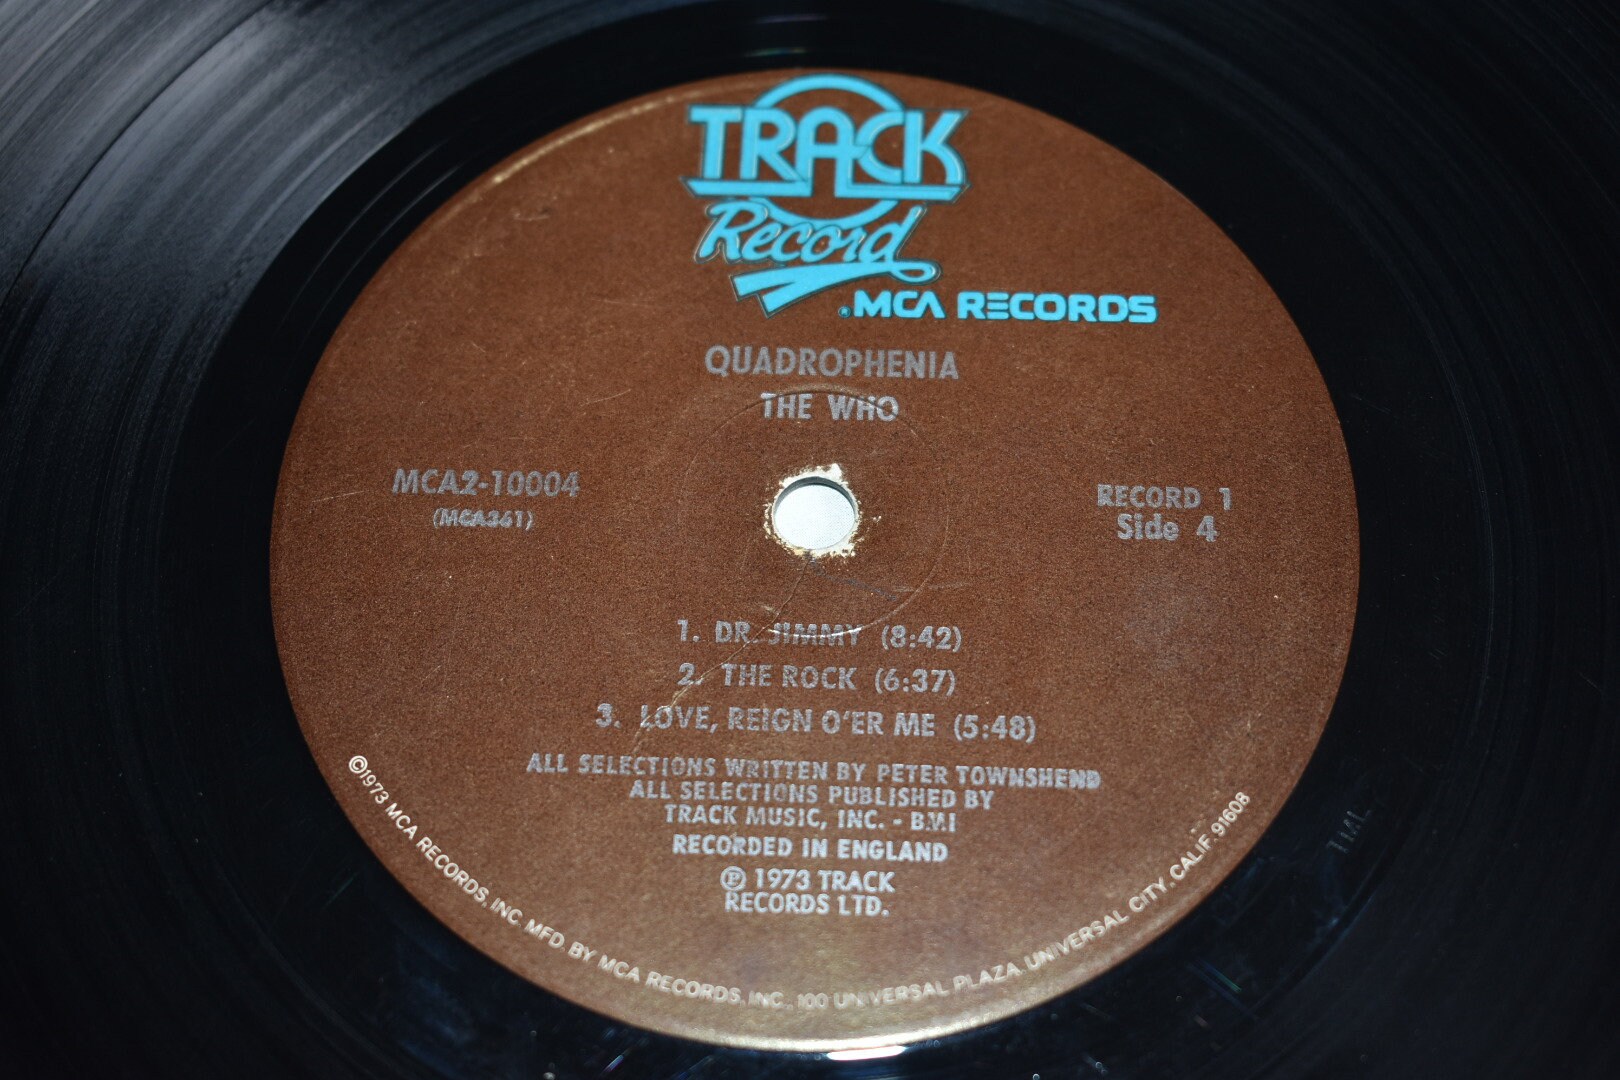 TRACK
Record
®MCA RECORDS
QUADROPHENIA
THE WHO
MCA2-10004
(MCA361)
RECORD 1
Side 4
1. DR. JIMMY (8:42)
2. THE ROCK (6:37)
3. LOVE, REIGN O'ER ME (5:48)
ALL SELECTIONS WRITTEN BY PETER TOWNSHEND
ALL SELECTIONS PUBLISHED BY
TRACK MUSIC, INC. - BMI
RECORDED IN ENGLAND
℗ 1973 TRACK
RECORDS LTD.
©1973 MCA RECORDS, INC. MFD. BY MCA RECORDS, INC., 100 UNIVERSAL PLAZA UNIVERSAL CITY, CALIF. 91608